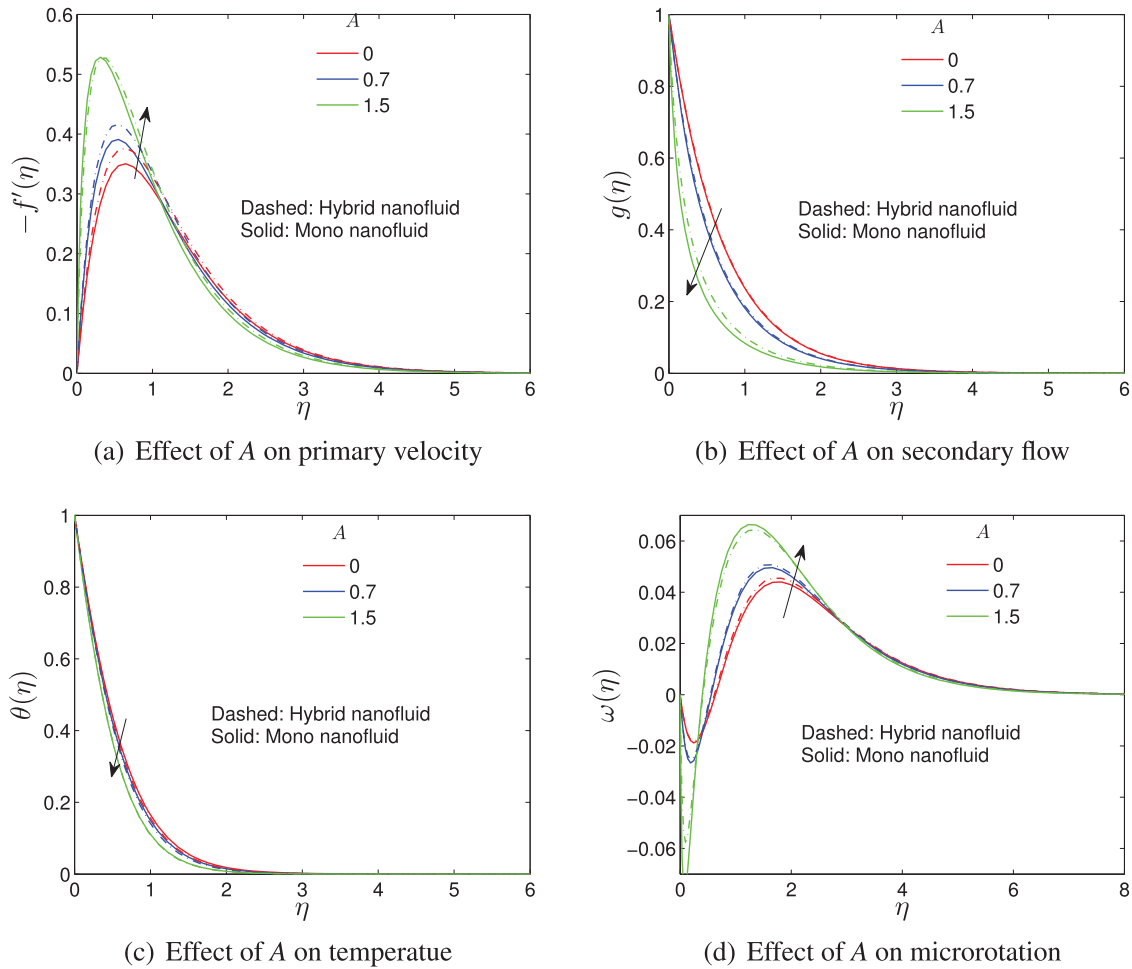 A
0
0.7
1.5
0.6
0.5
0.4
0.3
0.2
0.1
0
−f′(η)
Dashed: Hybrid nanofluid
Solid: Mono nanofluid
0 1 2 3 4 5 6
η
(a) Effect of A on primary velocity
A
0
0.7
1.5
1
0.8
0.6
0.4
0.2
0
g(η)
Dashed: Hybrid nanofluid
Solid: Mono nanofluid
0 1 2 3 4 5 6
η
(b) Effect of A on secondary flow
A
0
0.7
1.5
1
0.8
0.6
0.4
0.2
0
θ(η)
Dashed: Hybrid nanofluid
Solid: Mono nanofluid
0 1 2 3 4 5 6
η
(c) Effect of A on temperatue
A
0
0.7
1.5
0.06
0.04
0.02
0
−0.02
−0.04
−0.06
ω(η)
Dashed: Hybrid nanofluid
Solid: Mono nanofluid
0 2 4 6 8
η
(d) Effect of A on microrotation